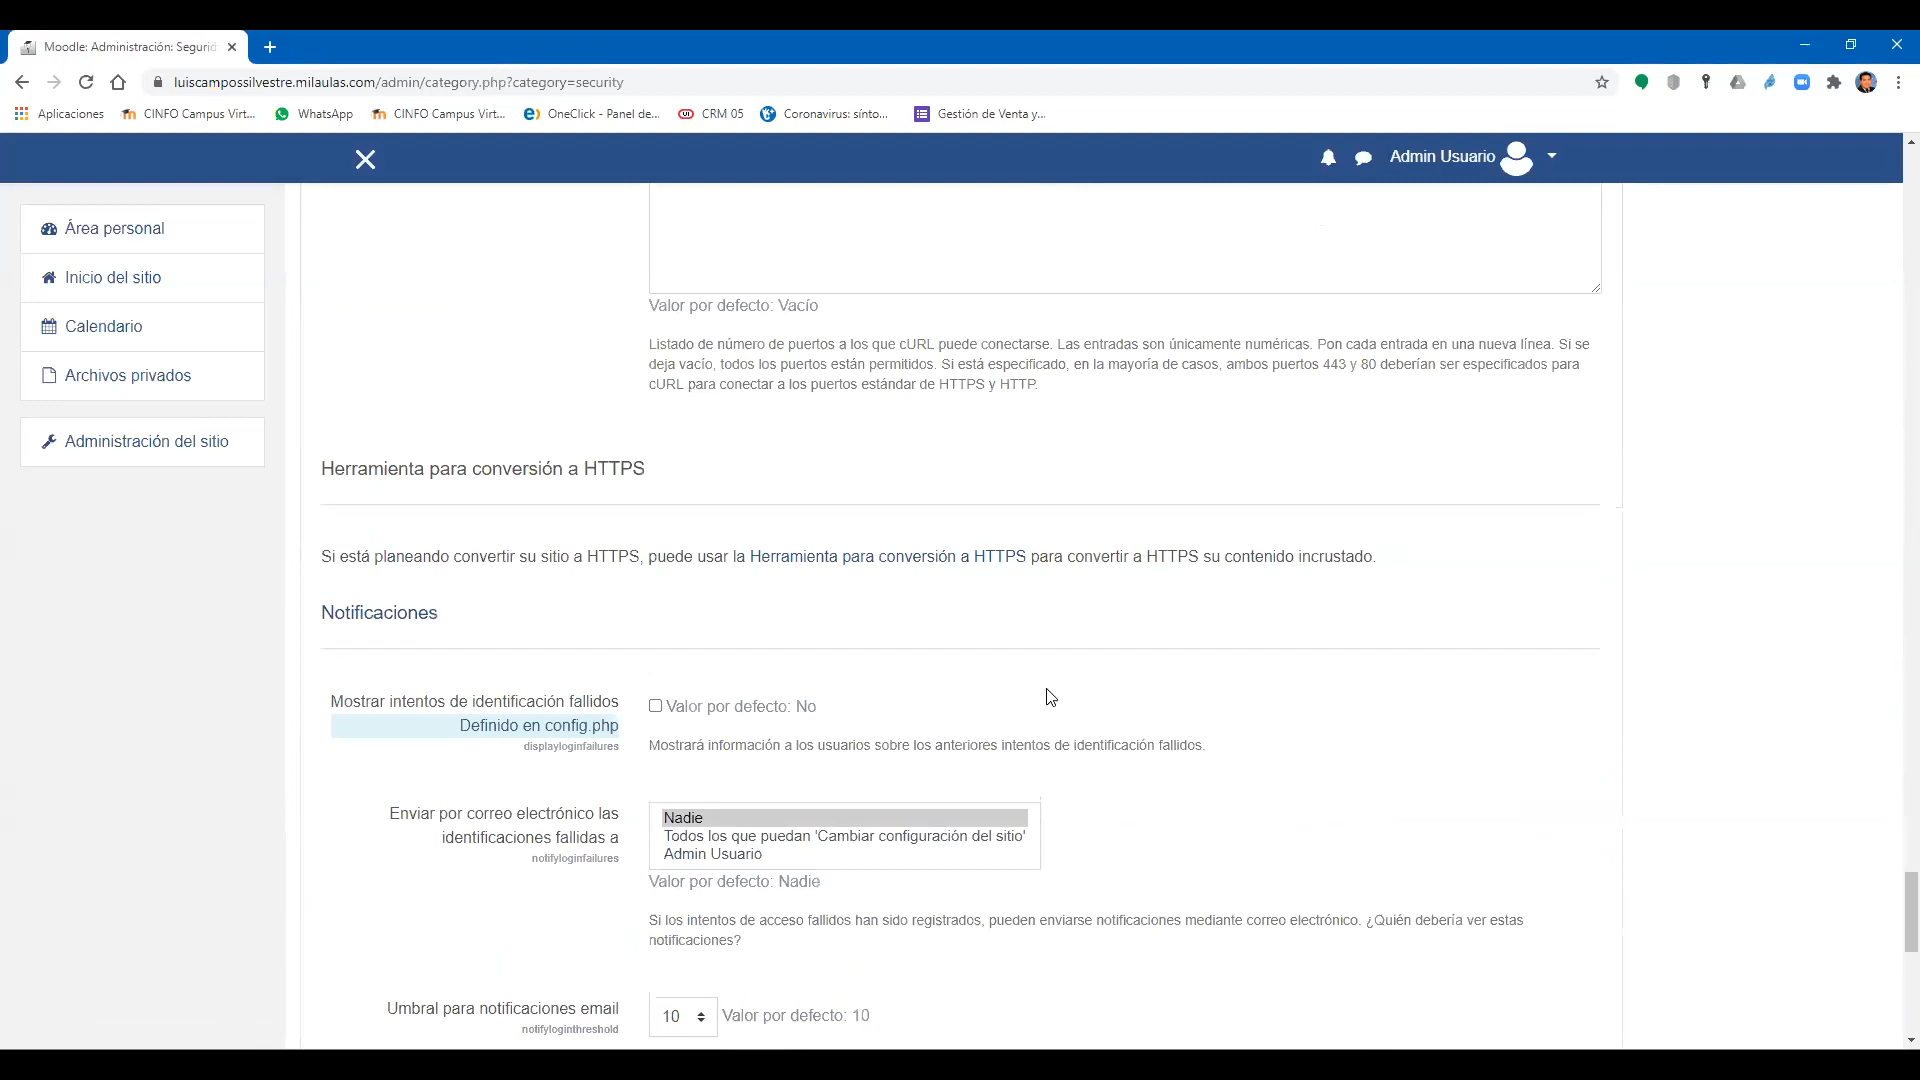 Moodle: Administración: Segurid
luiscampossilvestre.milaulas.com/admin/category.php?category=security
Aplicaciones
CINFO Campus Virt...
WhatsApp
CINFO Campus Virt...
OneClick - Panel de...
CRM 05
Coronavirus: sínto...
Gestión de Venta y...
Admin Usuario
Área personal
Inicio del sitio
Calendario
Archivos privados
Administración del sitio
Valor por defecto: Vacío
Listado de número de puertos a los que cURL puede conectarse. Las entradas son únicamente numéricas. Pon cada entrada en una nueva línea. Si se
deja vacío, todos los puertos están permitidos. Si está especificado, en la mayoría de casos, ambos puertos 443 y 80 deberían ser especificados para
cURL para conectar a los puertos estándar de HTTPS y HTTP.
Herramienta para conversión a HTTPS
Si está planeando convertir su sitio a HTTPS, puede usar la Herramienta para conversión a HTTPS para convertir a HTTPS su contenido incrustado.
Notificaciones
Mostrar intentos de identificación fallidos
Definido en config.php
displayloginfailures
Valor por defecto: No
Mostrará información a los usuarios sobre los anteriores intentos de identificación fallidos.
Enviar por correo electrónico las
identificaciones fallidas a
notifyloginfailures
Nadie
Todos los que puedan 'Cambiar configuración del sitio'
Admin Usuario
Valor por defecto: Nadie
Si los intentos de acceso fallidos han sido registrados, pueden enviarse notificaciones mediante correo electrónico. ¿Quién debería ver estas
notificaciones?
Umbral para notificaciones email
notifyloginthreshold
10
Valor por defecto: 10